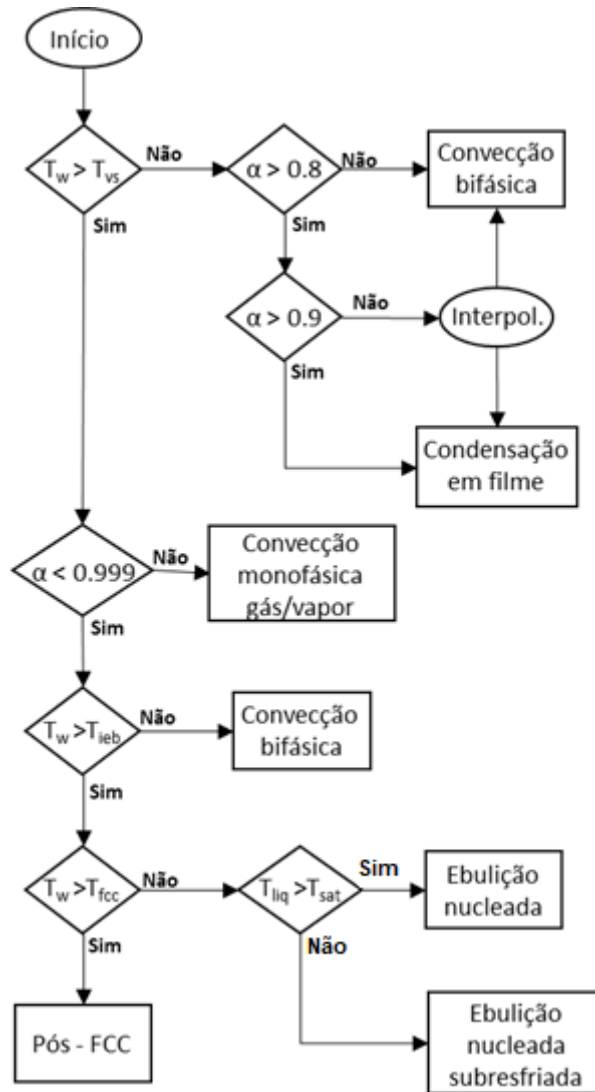 Início
T_w > T_vs
Não
α > 0.8
Não
Convecção
bifásica
Sim
Sim
α > 0.9
Não
Interpol.
Sim
Condensação
em filme
α < 0.999
Não
Convecção
monofásica
gás/vapor
Sim
T_w >T_ieb
Não
Convecção
bifásica
Sim
T_w >T_fcc
Não
T_liq >T_sat
Sim
Ebulição
nucleada
Sim
Não
Pós - FCC
Ebulição
nucleada
subresfriada